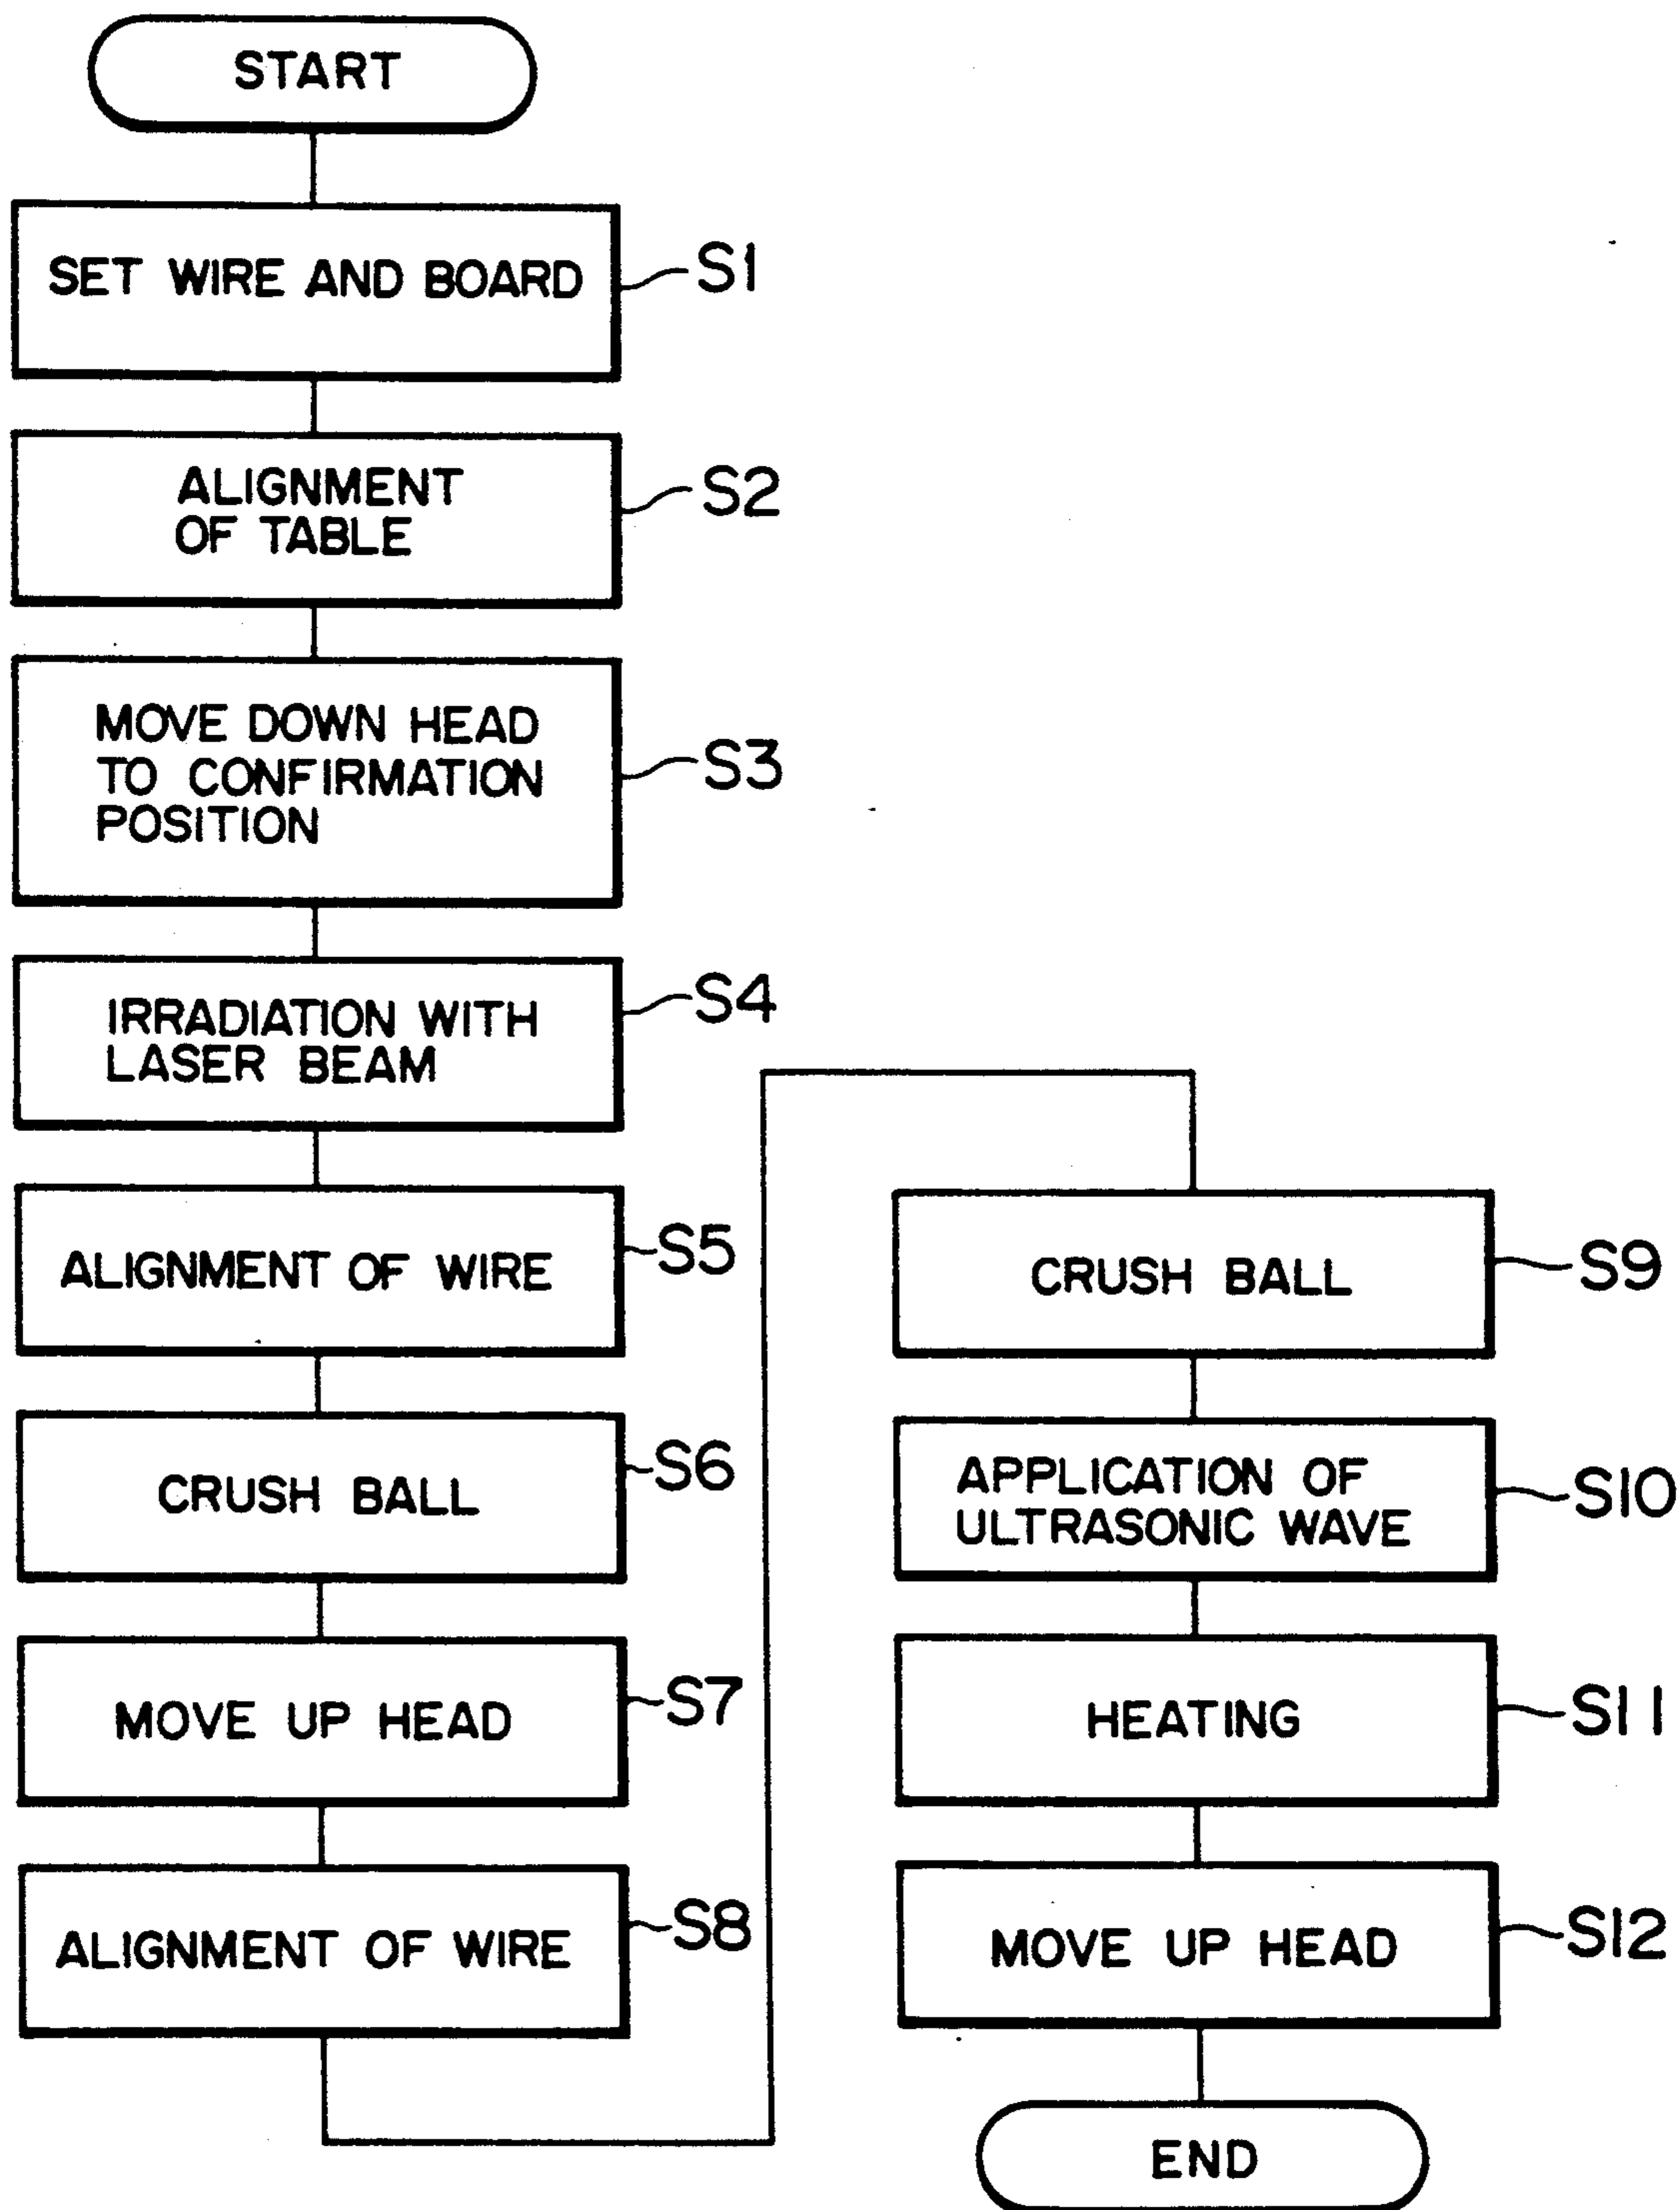 START
SET WIRE AND BOARD
S1
ALIGNMENT
OF TABLE
S2
MOVE DOWN HEAD
TO CONFIRMATION
POSITION
S3
IRRADIATION WITH
LASER BEAM
S4
ALIGNMENT OF WIRE
S5
CRUSH BALL
S6
MOVE UP HEAD
S7
ALIGNMENT OF WIRE
S8
CRUSH BALL
S9
APPLICATION OF
ULTRASONIC WAVE
S10
HEATING
S11
MOVE UP HEAD
S12
END